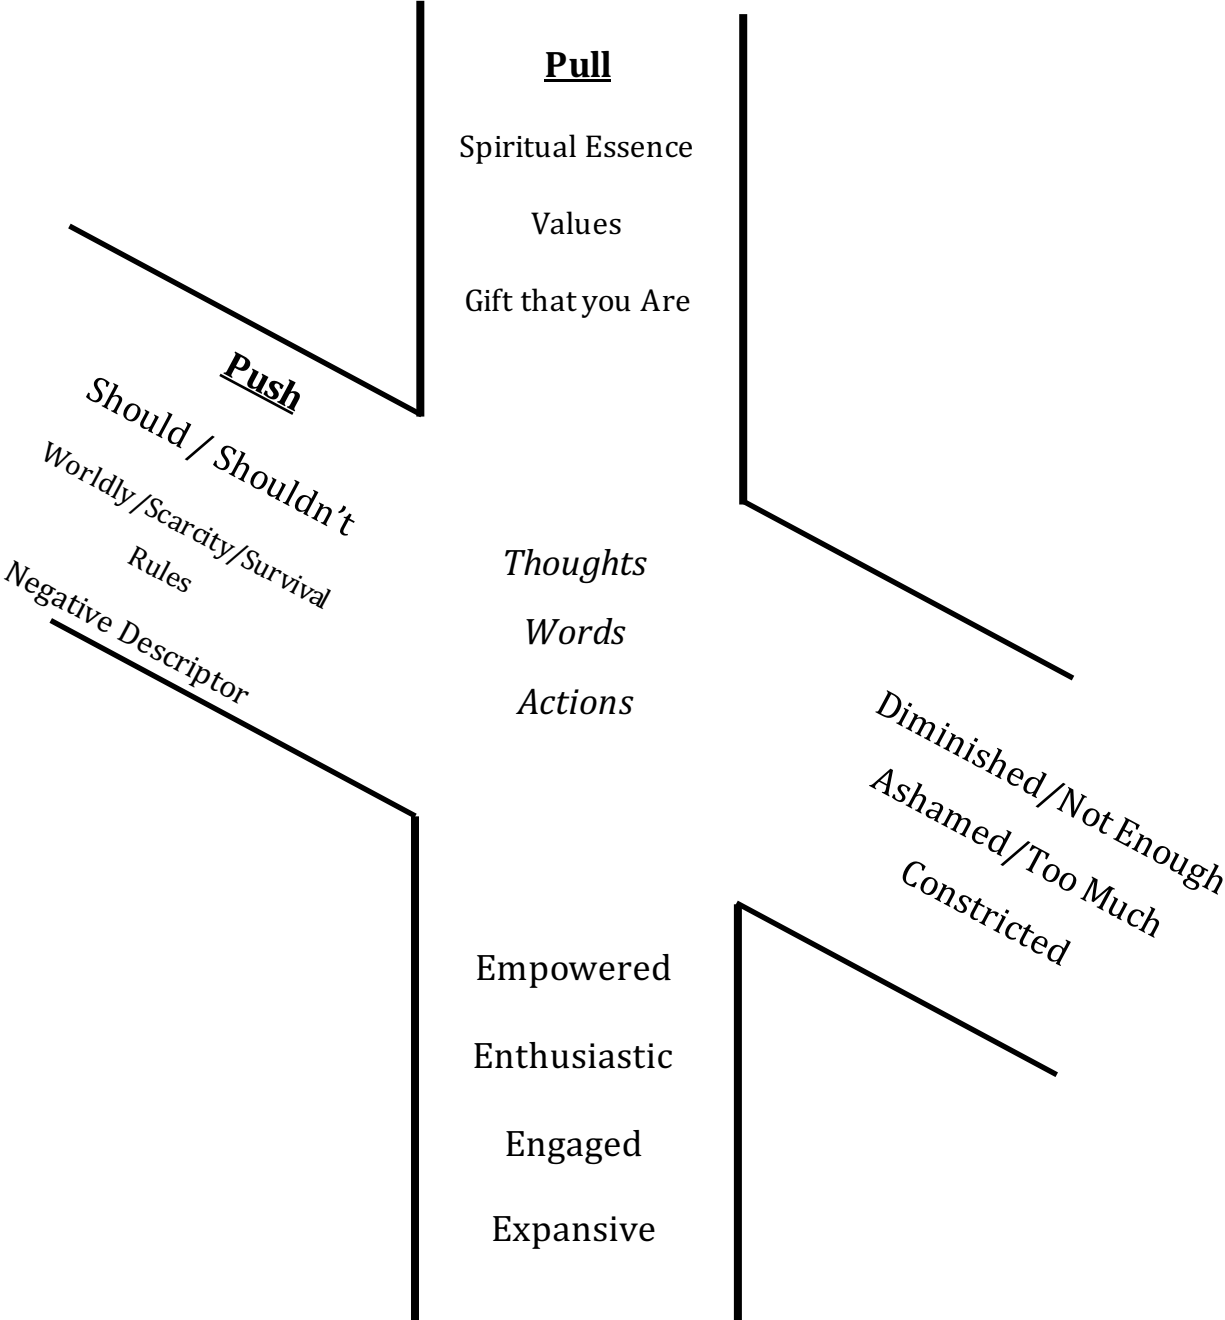 Pull
Spiritual Essence
Values
Gift that you Are
Push
Should / Shouldn’t
Worldly/Scarcity/Survival
Rules
Negative Descriptor
Thoughts
Words
Actions
Diminished/Not Enough
Ashamed/Too Much
Constricted
Empowered
Enthusiastic
Engaged
Expansive